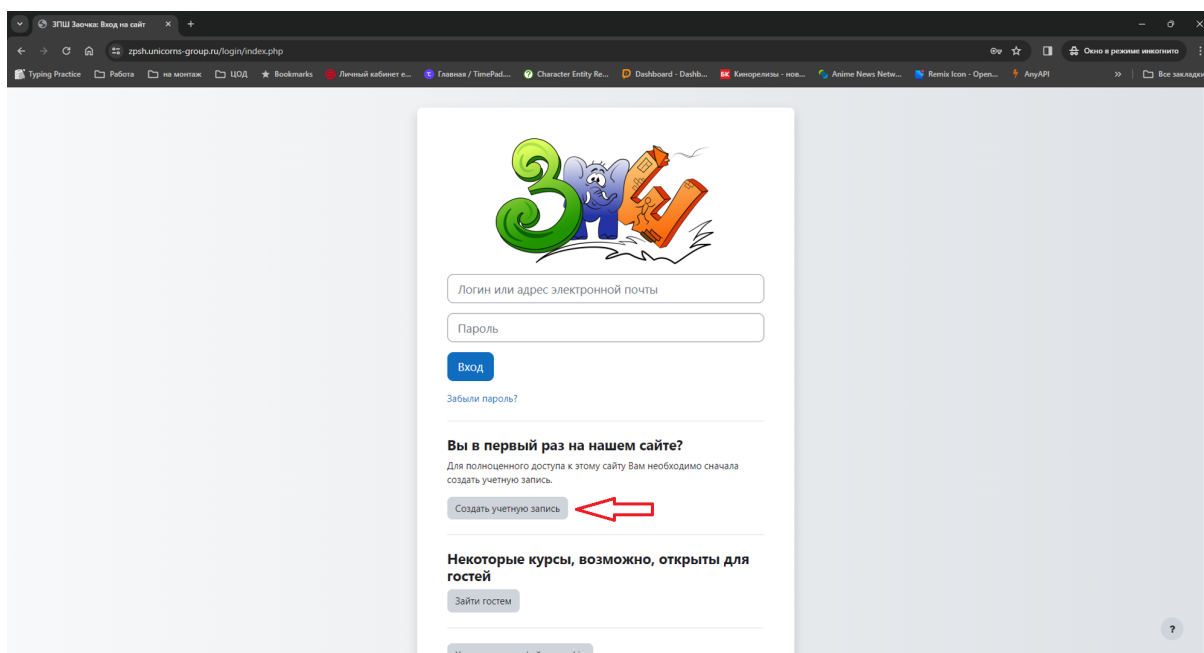 ЗПШ Заочка: Вход на сайт
zpsh.unicorns-group.ru/login/index.php
Окно в режиме инкогнито
Typing Practice
Работа
на монтаж
ЦОД
Bookmarks
Личный кабинет е...
Главная / TimePad....
Character Entity Re...
Dashboard - Dashb...
Кинорелизы - нов...
Anime News Netw...
Remix Icon - Open...
AnyAPI
»
Все закладки
ЗПШ
Логин или адрес электронной почты
Пароль
Вход
Забыли пароль?
Вы в первый раз на нашем сайте?
Для полноценного доступа к этому сайту Вам необходимо сначала
создать учетную запись.
Создать учетную запись
Некоторые курсы, возможно, открыты для
гостей
Зайти гостем
?